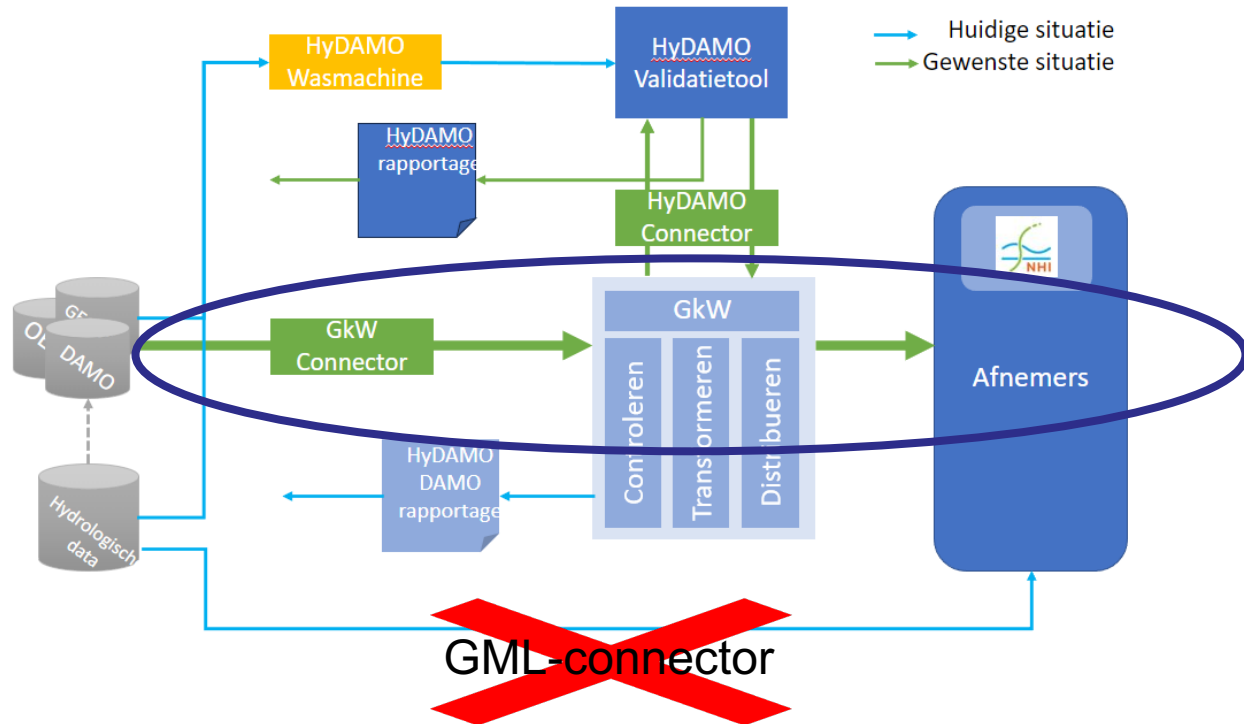 Huidige situatie
Gewenste situatie
HyDAMO
Wasmachine
HyDAMO
Validatietool
HyDAMO
rapportage
HyDAMO
Connector
NHI
GkW
Connector
GkW
Controleren
Transformeren
Distribueren
Afnemers
DAMO
HyDAMO
DAMO
rapportage
Hydrologisch
data
GML-connector